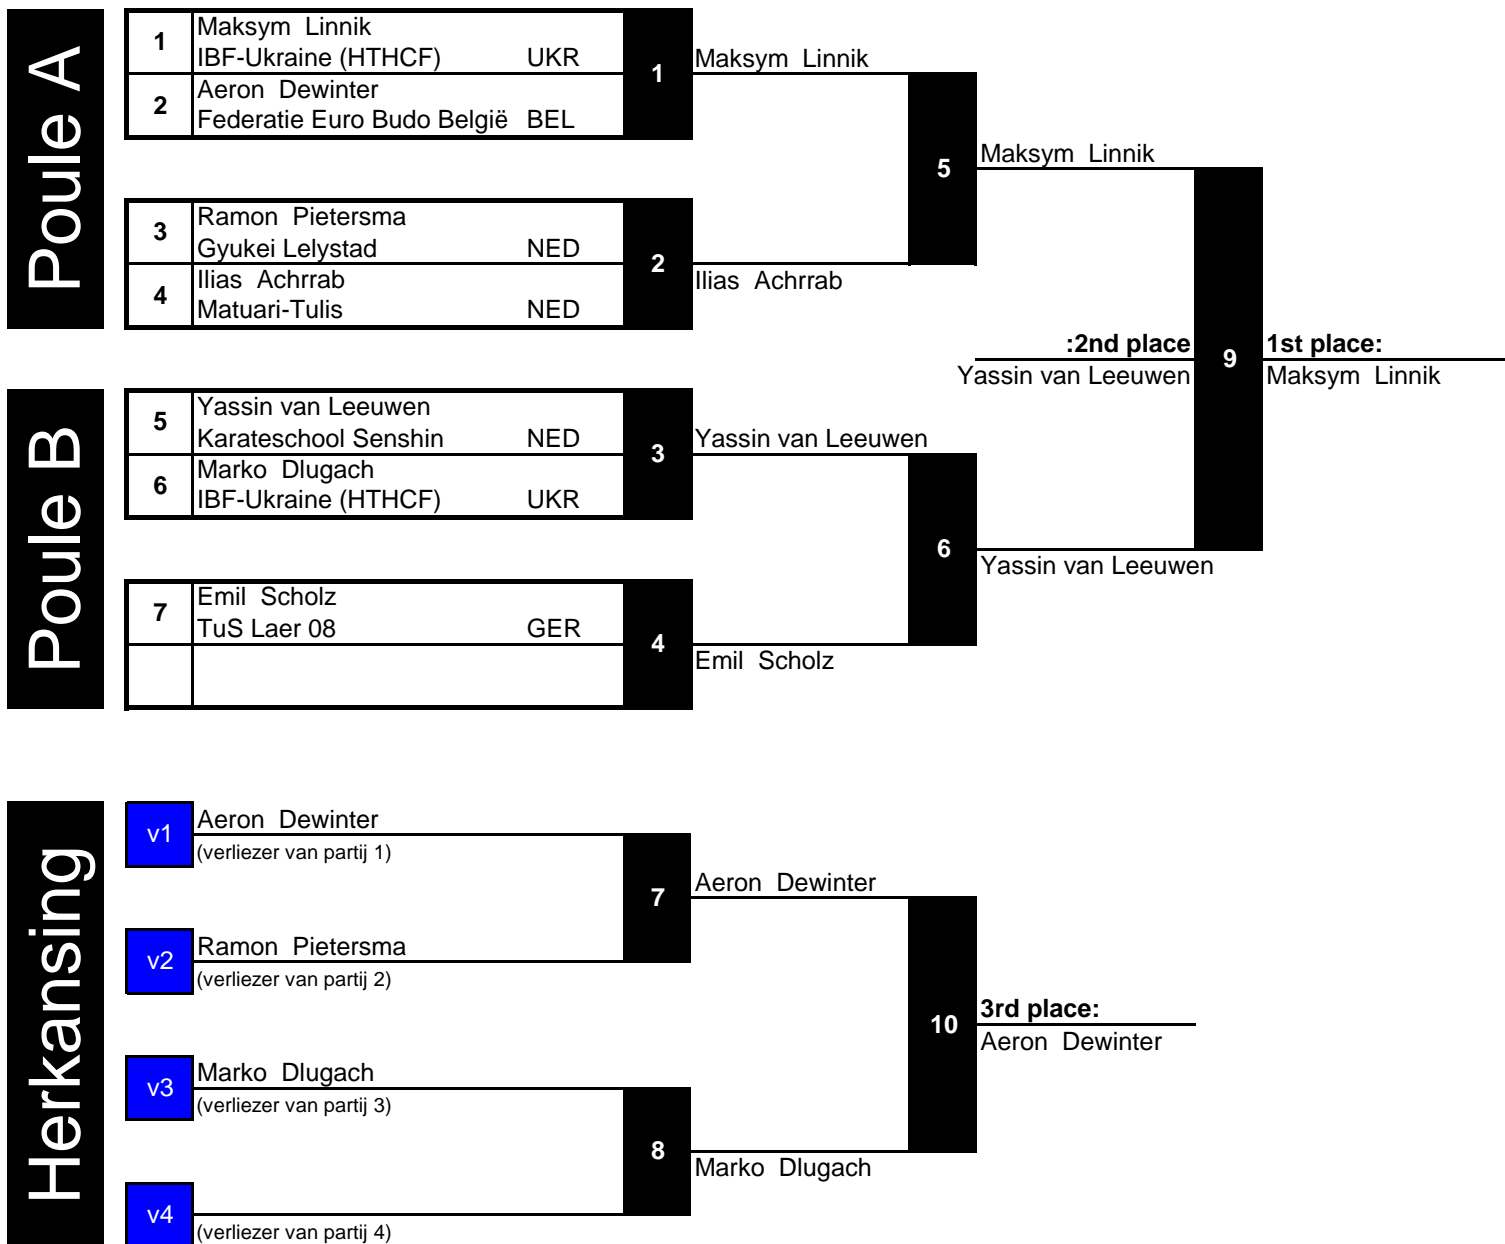 Poule A
1
Maksym Linnik
IBF-Ukraine (HTHCF) UKR
2
Aeron Dewinter
Federatie Euro Budo België BEL
1
Maksym Linnik
3
Ramon Pietersma
Gyukei Lelystad NED
4
Ilias Achrrab
Matuari-Tulis NED
2
Ilias Achrrab
5
Maksym Linnik
Poule B
5
Yassin van Leeuwen
Karateschool Senshin NED
6
Marko Dlugach
IBF-Ukraine (HTHCF) UKR
3
Yassin van Leeuwen
7
Emil Scholz
TuS Laer 08 GER
4
Emil Scholz
6
Yassin van Leeuwen
:2nd place
Yassin van Leeuwen
9
1st place:
Maksym Linnik
Herkansing
v1
Aeron Dewinter
(verliezer van partij 1)
v2
Ramon Pietersma
(verliezer van partij 2)
7
Aeron Dewinter
v3
Marko Dlugach
(verliezer van partij 3)
v4
(verliezer van partij 4)
8
Marko Dlugach
10
3rd place:
Aeron Dewinter